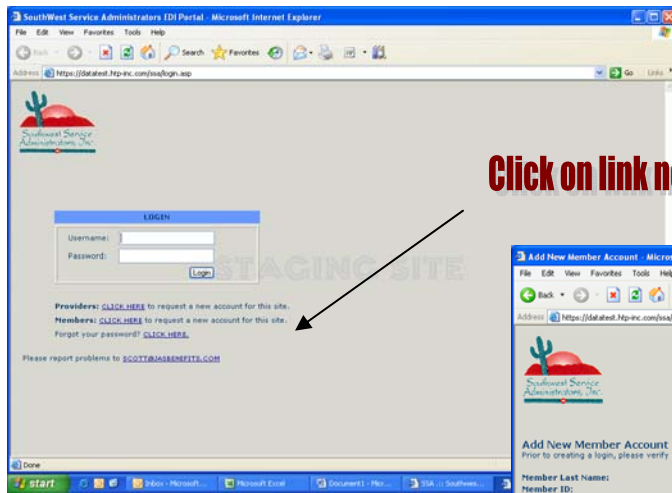 SouthWest Service Administrators EDI Portal - Microsoft Internet Explorer
File Edit View Favorites Tools Help
Back Search Favorites
Address https://datatest.htp-inc.com/ssa/login.asp Go Links
Southwest Service
Administrators, Inc.
Click on link
LOGIN
Username:
Password:
Login
STAGING SITE
Providers: CLICK HERE to request a new account for this site.
Members: CLICK HERE to request a new account for this site.
Forgot your password? CLICK HERE.
Please report problems to SCOTT@JASBENEFITS.COM
Done
start Inbox - Microsoft... Microsoft Excel Document1 - Micr... SSA ::: Southwes...
Add New Member Account - Micros
File Edit View Favorites Tools Help
Back
Address https://datatest.htp-inc.com/ssa/
Southwest Service
Administrators, Inc.
Add New Member Account
Prior to creating a login, please verify
Member Last Name:
Member ID: